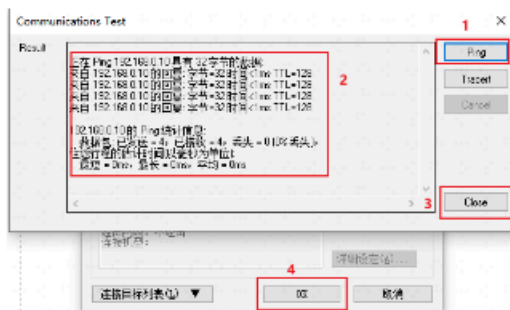 Communications Test
1
Result
Ping
正在 Ping 192.168.0.10 具有 32 字节的数据:
来自 192.168.0.10 的回复: 字节=32 时间<1ms TTL=128
来自 192.168.0.10 的回复: 字节=32 时间<1ms TTL=128
来自 192.168.0.10 的回复: 字节=32 时间<1ms TTL=128
来自 192.168.0.10 的回复: 字节=32 时间<1ms TTL=128
2
Tracert
Cancel
192.168.0.10 的 Ping 统计信息:
数据包: 已发送 = 4，已接收 = 4，丢失 = 0 (0% 丢失)，
往返行程的估计时间(以毫秒为单位):
最短 = 0ms，最长 = 0ms，平均 = 0ms
3
Close
连接机型:
详细设定(A)...
4
连接目标列表(L) ▼
OK
取消